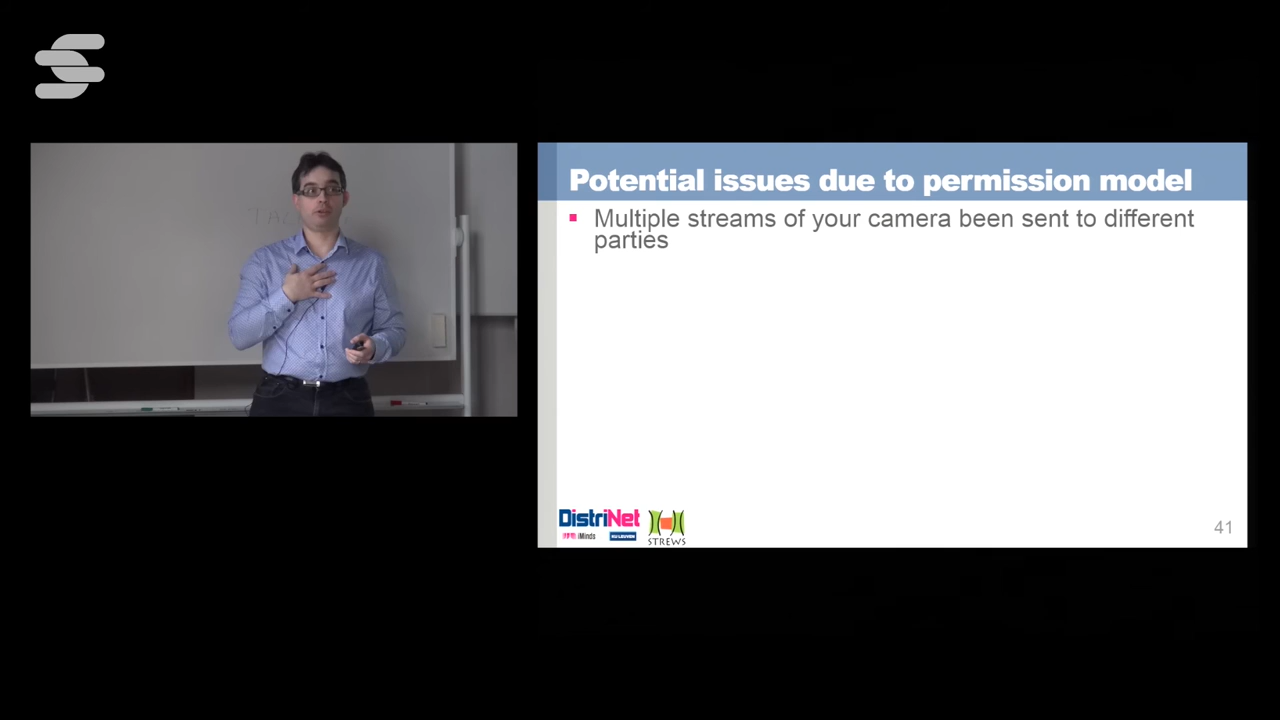 Potential issues due to permission model
Multiple streams of your camera been sent to different
parties
DistriNet
iMinds
KU LEUVEN
STREWS
41